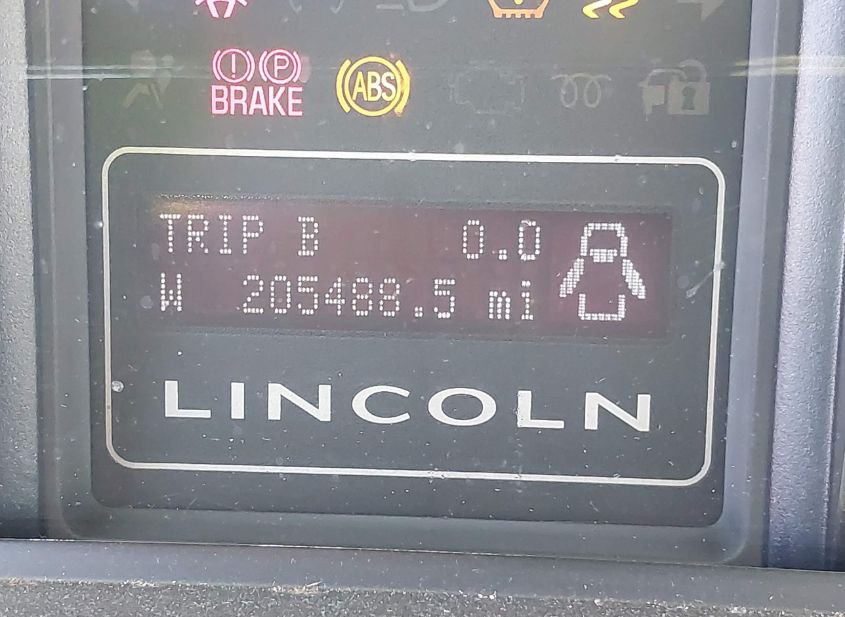 (!) (P)
BRAKE
ABS
TRIP B 0.0
W 205488.5 mi
LINCOLN